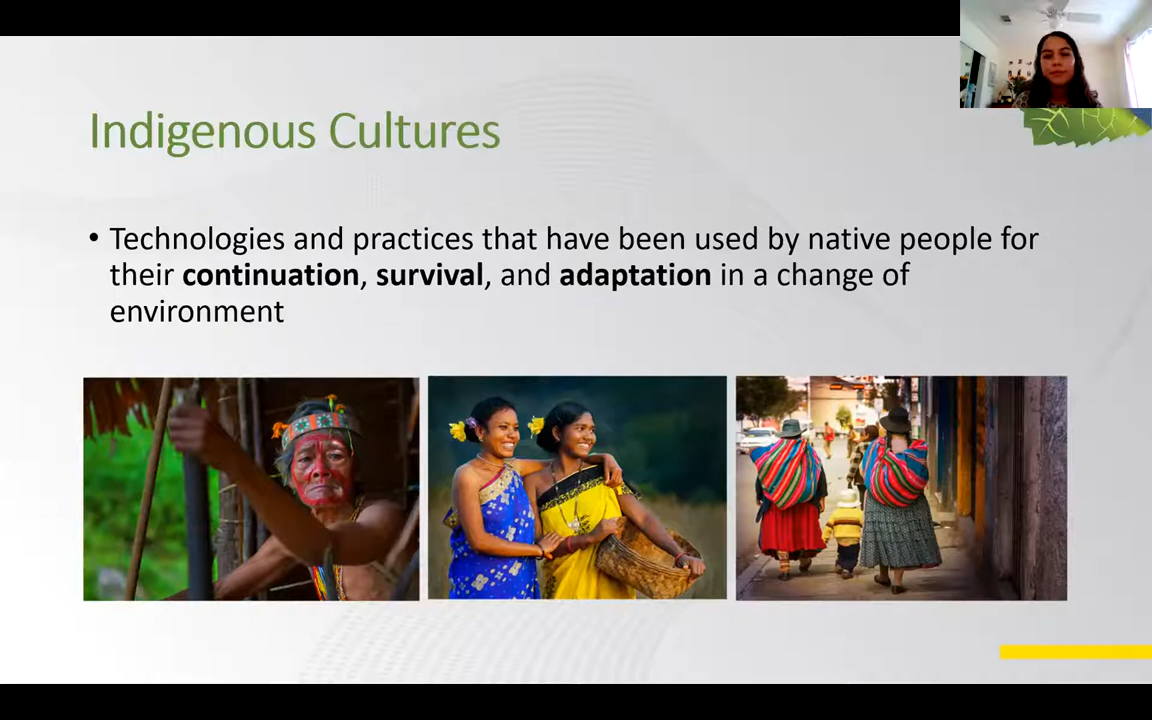 Indigenous Cultures
• Technologies and practices that have been used by native people for
their continuation, survival, and adaptation in a change of
environment